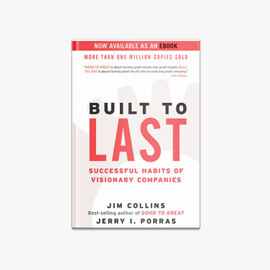 NOW AVAILABLE AS AN EBOOK
MORE THAN ONE MILLION COPIES SOLD
BUILT TO
LAST
SUCCESSFUL HABITS OF
VISIONARY COMPANIES
JIM COLLINS
Best-selling author of GOOD TO GREAT
JERRY I. PORRAS